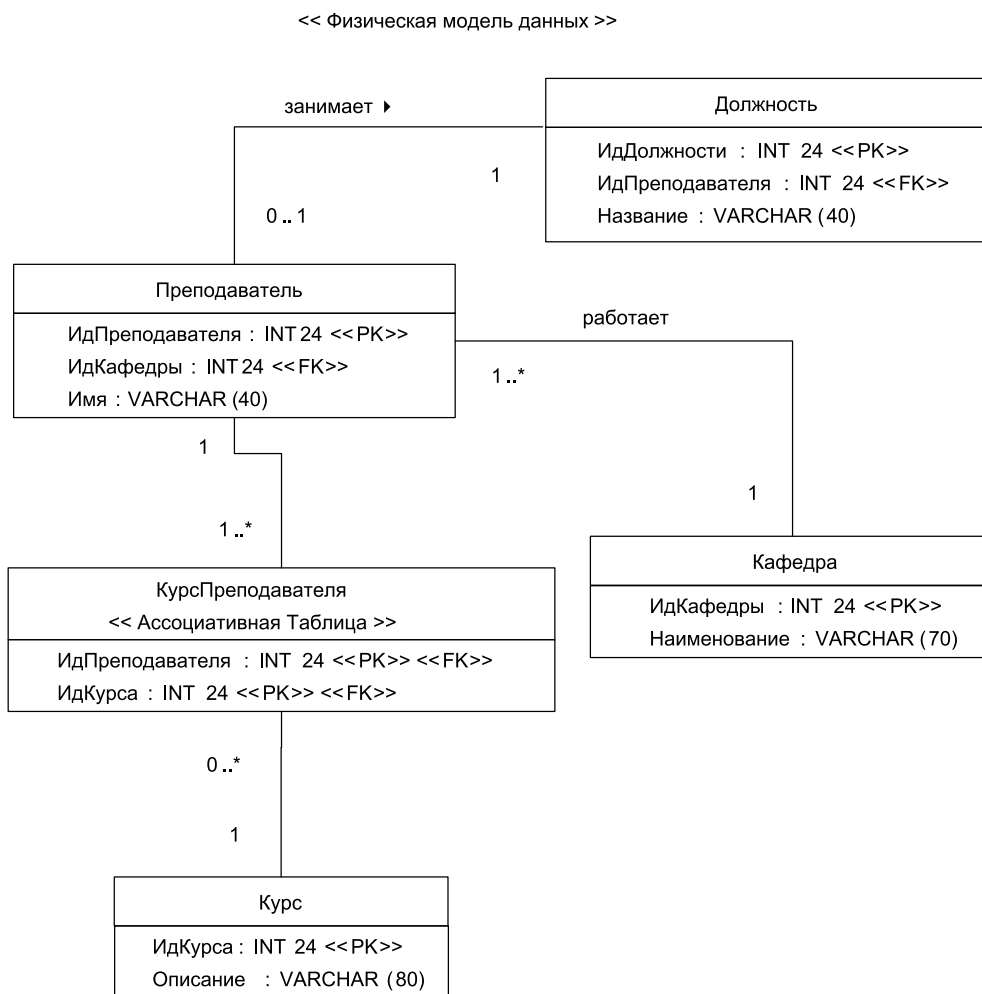 << Физическая модель данных >>
занимает
Должность
ИдДолжности : INT 24 <<PK>>
ИдПреподавателя : INT 24 <<FK>>
Название : VARCHAR (40)
1
0..1
Преподаватель
ИдПреподавателя : INT 24 <<PK>>
ИдКафедры : INT 24 <<FK>>
Имя : VARCHAR (40)
работает
1..*
1
1
1..*
КурсПреподавателя
<< Ассоциативная Таблица >>
ИдПреподавателя : INT 24 <<PK>> <<FK>>
ИдКурса : INT 24 <<PK>> <<FK>>
Кафедра
ИдКафедры : INT 24 <<PK>>
Наименование : VARCHAR (70)
0..*
1
Курс
ИдКурса : INT 24 <<PK>>
Описание : VARCHAR (80)